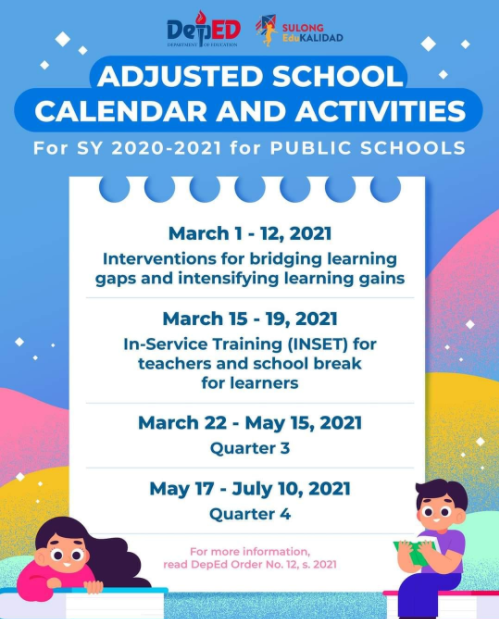 DepED
DEPARTMENT OF EDUCATION
SULONG
EduKALIDAD
ADJUSTED SCHOOL
CALENDAR AND ACTIVITIES
For SY 2020-2021 for PUBLIC SCHOOLS
March 1 - 12, 2021
Interventions for bridging learning
gaps and intensifying learning gains
March 15 - 19, 2021
In-Service Training (INSET) for
teachers and school break
for learners
March 22 - May 15, 2021
Quarter 3
May 17 - July 10, 2021
Quarter 4
For more information,
read DepEd Order No. 12, s. 2021